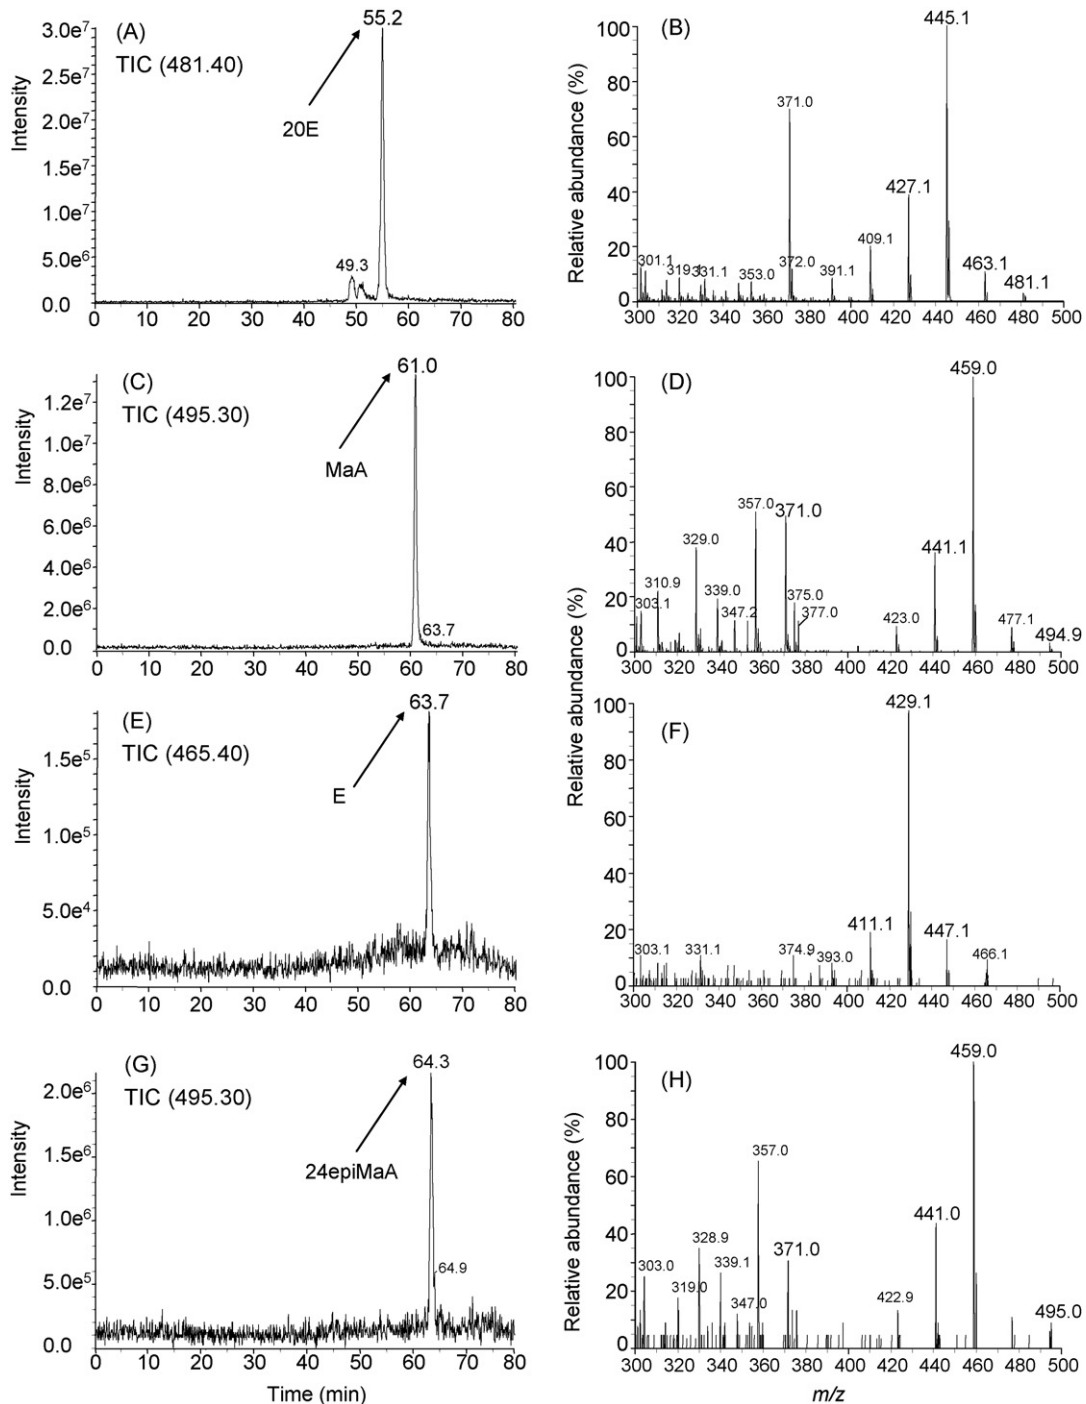 (A)
TIC (481.40)
55.2
20E
49.3
Intensity
3.0e7
2.5e7
2.0e7
1.5e7
1.0e7
5.0e6
0.0
0 10 20 30 40 50 60 70 80
(B)
445.1
371.0
427.1
409.1
301.1 319.1 331.1 353.0 372.0 391.1
463.1
481.1
Relative abundance (%)
100
80
60
40
20
0
300 320 340 360 380 400 420 440 460 480 500
(C)
TIC (495.30)
61.0
MaA
63.7
Intensity
1.2e7
1.0e7
8.0e6
6.0e6
4.0e6
2.0e6
0.0
0 10 20 30 40 50 60 70 80
(D)
459.0
357.0
371.0
329.0
441.1
310.9
303.1
339.0
347.2
375.0
377.0
423.0
477.1
494.9
100
80
60
40
20
0
300 320 340 360 380 400 420 440 460 480 500
(E)
TIC (465.40)
63.7
E
Intensity
1.5e5
1.0e5
5.0e4
0.0
0 10 20 30 40 50 60 70 80
(F)
429.1
411.1
447.1
303.1 331.1 374.9 393.0 466.1
Relative abundance (%)
100
80
60
40
20
0
300 320 340 360 380 400 420 440 460 480 500
(G)
TIC (495.30)
64.3
24epiMaA
64.9
Intensity
2.0e6
1.5e6
1.0e6
5.0e5
0.0
0 10 20 30 40 50 60 70 80
Time (min)
(H)
459.0
357.0
441.0
328.9
371.0
303.0
339.1
319.0
347.0
422.9
495.0
Relative abundance (%)
100
80
60
40
20
0
300 320 340 360 380 400 420 440 460 480 500
m/z